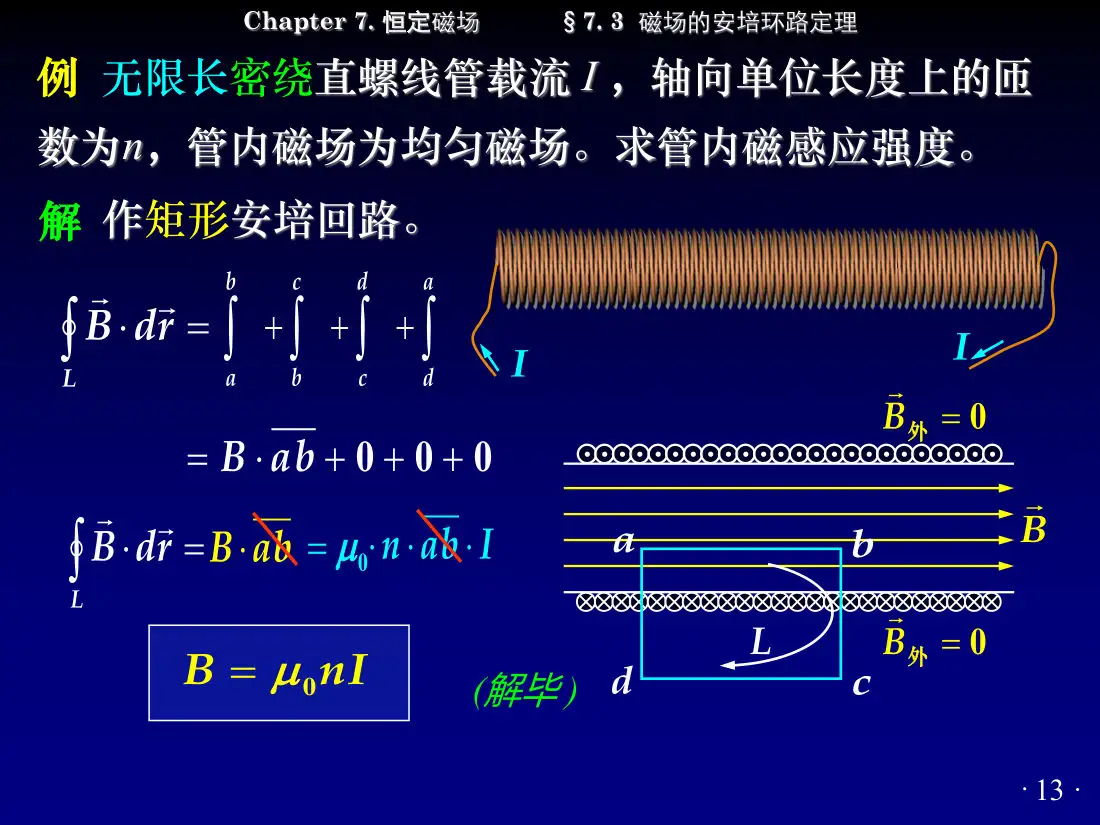 Chapter 7. 恒定磁场 §7. 3 磁场的安培环路定理
例 无限长密绕直螺线管载流 I ，轴向单位长度上的匝
数为n，管内磁场为均匀磁场。求管内磁感应强度。
解 作矩形安培回路。
∮_L B⃗ · dr⃗ = ∫_a^b + ∫_b^c + ∫_c^d + ∫_d^a
I I
= B · a̅b̅ + 0 + 0 + 0
B⃗外 = 0
∮_L B⃗ · dr⃗ = B · a̅b̅ = μ₀ · n · a̅b̅ · I
B⃗
a b
L
B⃗外 = 0
d c
B = μ₀nI
(解毕)
· 13 ·